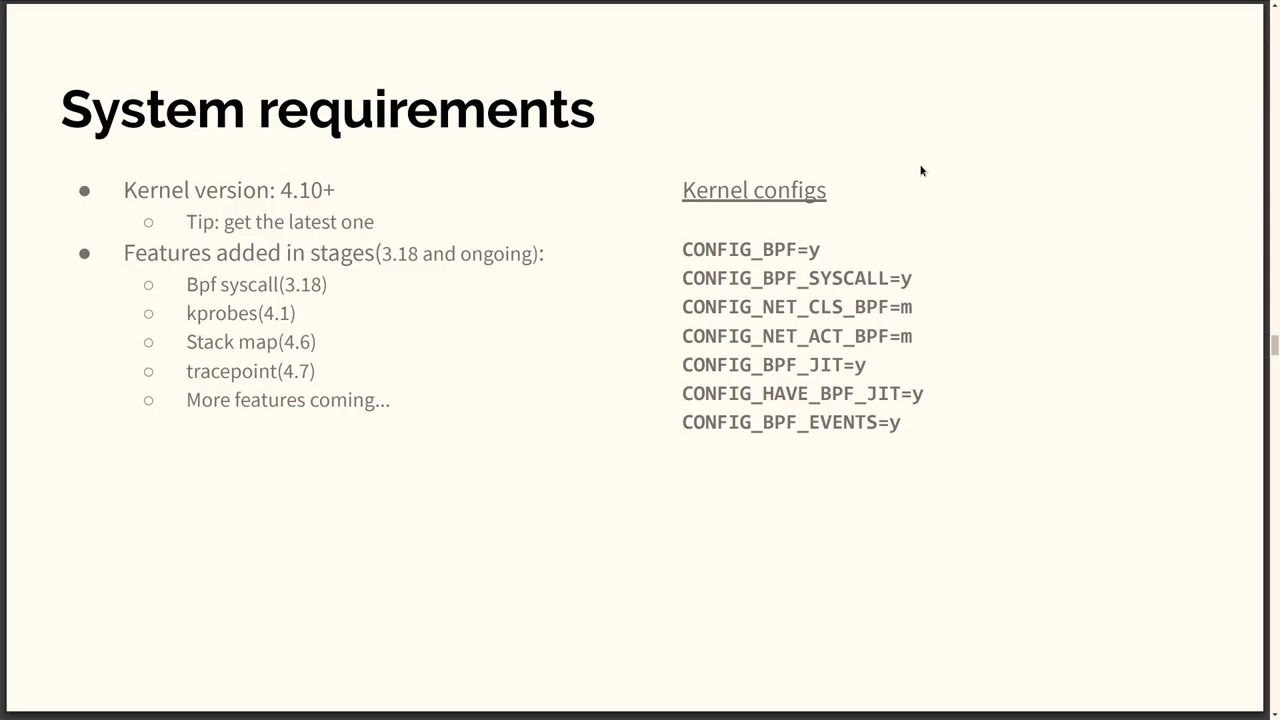 System requirements
● Kernel version: 4.10+
○ Tip: get the latest one
● Features added in stages(3.18 and ongoing):
○ Bpf syscall(3.18)
○ kprobes(4.1)
○ Stack map(4.6)
○ tracepoint(4.7)
○ More features coming...
Kernel configs
CONFIG_BPF=y
CONFIG_BPF_SYSCALL=y
CONFIG_NET_CLS_BPF=m
CONFIG_NET_ACT_BPF=m
CONFIG_BPF_JIT=y
CONFIG_HAVE_BPF_JIT=y
CONFIG_BPF_EVENTS=y